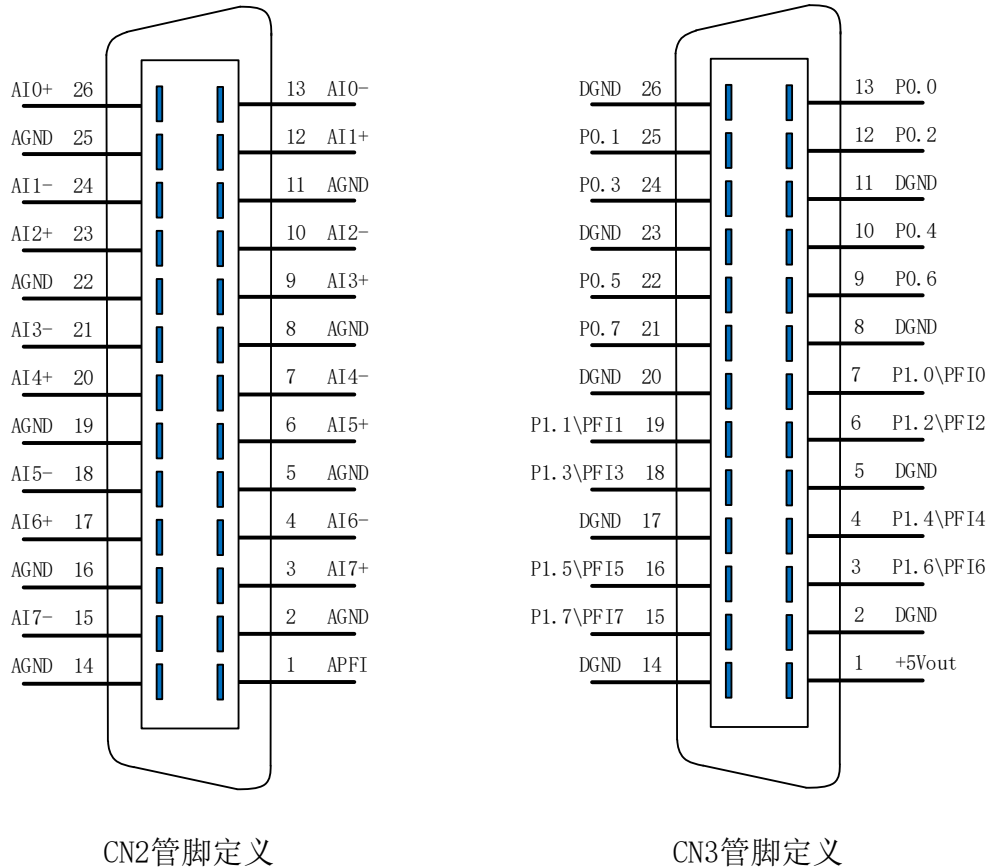 AI0+ 26 13 AI0-
AGND 25 12 AI1+
AI1- 24 11 AGND
AI2+ 23 10 AI2-
AGND 22 9 AI3+
AI3- 21 8 AGND
AI4+ 20 7 AI4-
AGND 19 6 AI5+
AI5- 18 5 AGND
AI6+ 17 4 AI6-
AGND 16 3 AI7+
AI7- 15 2 AGND
AGND 14 1 APFI
CN2管脚定义
DGND 26 13 P0.0
P0.1 25 12 P0.2
P0.3 24 11 DGND
DGND 23 10 P0.4
P0.5 22 9 P0.6
P0.7 21 8 DGND
DGND 20 7 P1.0\PFI0
P1.1\PFI1 19 6 P1.2\PFI2
P1.3\PFI3 18 5 DGND
DGND 17 4 P1.4\PFI4
P1.5\PFI5 16 3 P1.6\PFI6
P1.7\PFI7 15 2 DGND
DGND 14 1 +5Vout
CN3管脚定义